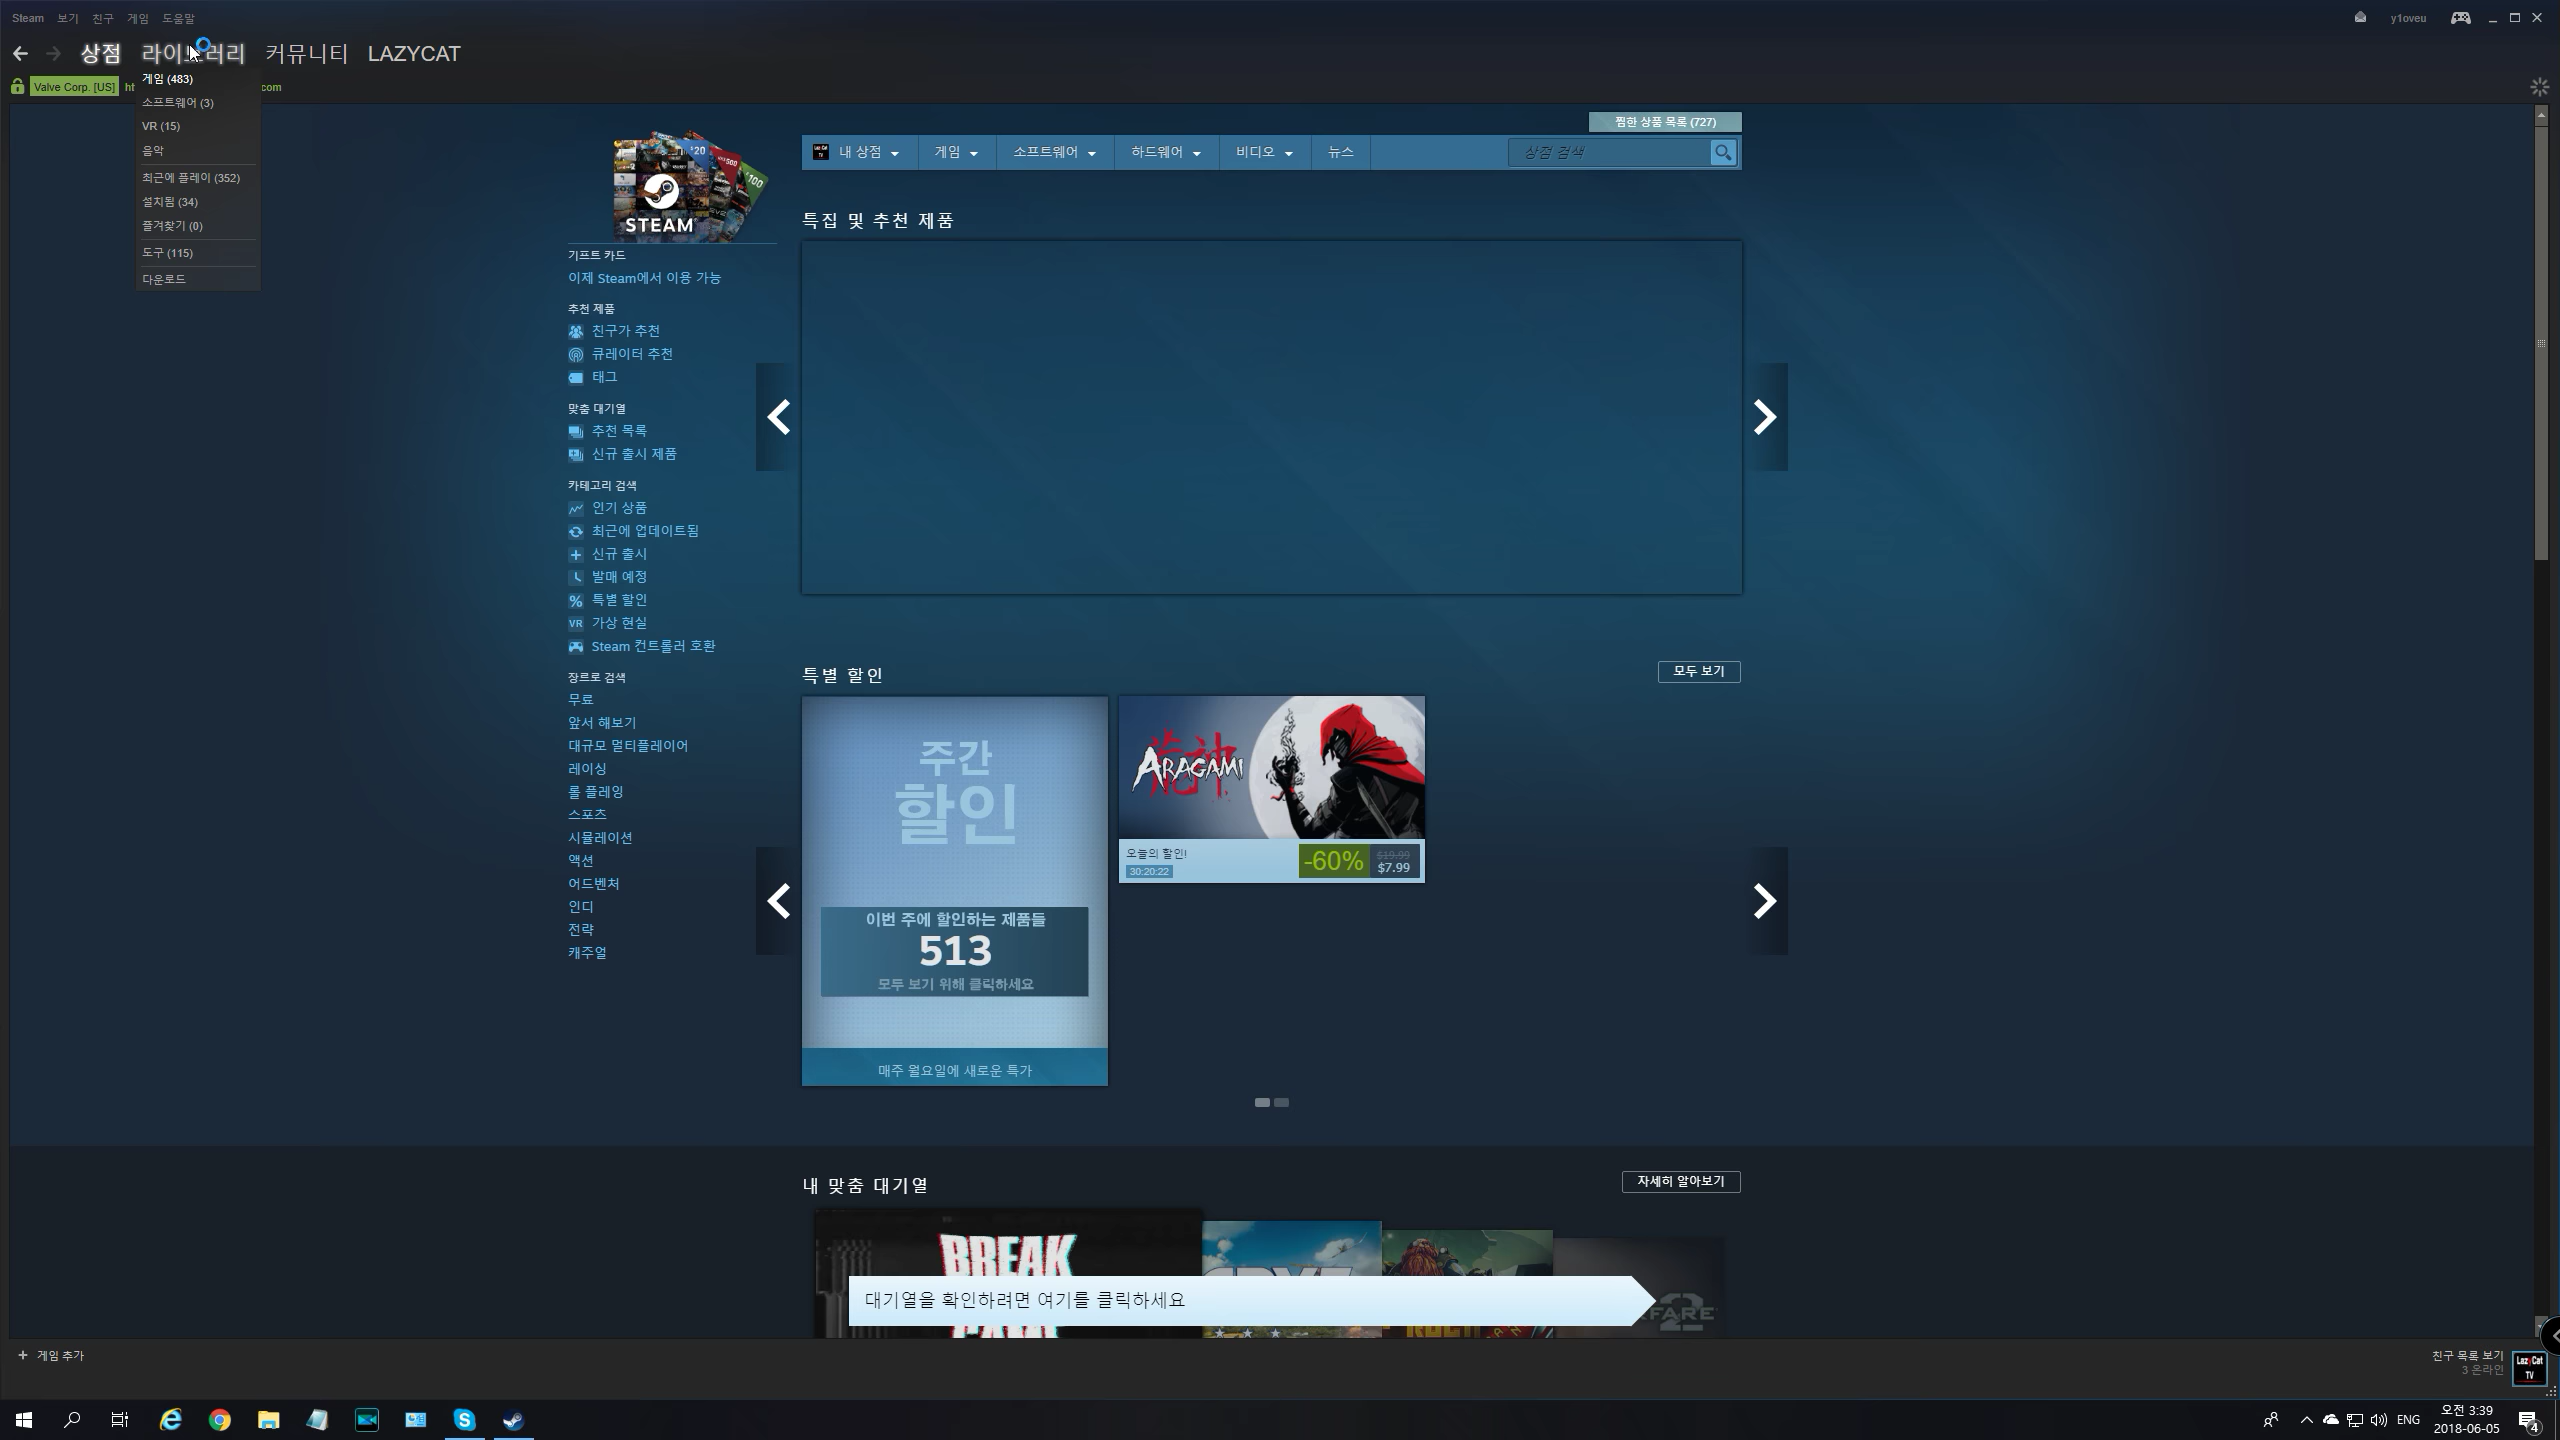 Steam 보기 친구 게임 도움말
y1oveu
상점 라이브러리 커뮤니티 LAZYCAT
Valve Corp. [US] com
게임 (483)
소프트웨어 (3)
VR (15)
음악
최근에 플레이 (352)
설치됨 (34)
즐겨찾기 (0)
도구 (115)
다운로드
찜한 상품 목록 (727)
내 상점 게임 소프트웨어 하드웨어 비디오 뉴스 상점 검색
$20
$100
STEAM
기프트 카드
이제 Steam에서 이용 가능
추천 제품
친구가 추천
큐레이터 추천
태그
맞춤 대기열
추천 목록
신규 출시 제품
카테고리 검색
인기 상품
최근에 업데이트됨
신규 출시
발매 예정
% 특별 할인
VR 가상 현실
Steam 컨트롤러 호환
장르로 검색
무료
앞서 해보기
대규모 멀티플레이어
레이싱
롤 플레잉
스포츠
시뮬레이션
액션
어드벤처
인디
전략
캐주얼
특집 및 추천 제품
특별 할인
모두 보기
주간
할인
이번 주에 할인하는 제품들
513
모두 보기 위해 클릭하세요
매주 월요일에 새로운 특가
ARAGAMI
오늘의 할인!
30:20:22
-60%
$19.99
$7.99
내 맞춤 대기열
자세히 알아보기
BREAK
대기열을 확인하려면 여기를 클릭하세요
FARE
2
+ 게임 추가
친구 목록 보기
3 온라인
LazyCat
TV
ENG
오전 3:39
2018-06-05
4